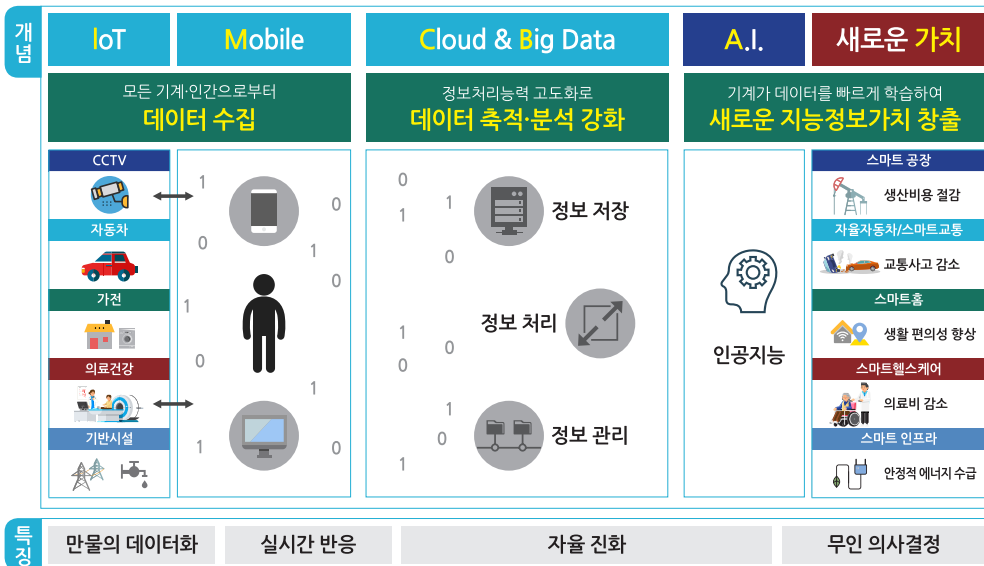 개념
IoT
Mobile
Cloud & Big Data
A.I.
새로운 가치
모든 기계·인간으로부터
데이터 수집
정보처리능력 고도화로
데이터 축적·분석 강화
기계가 데이터를 빠르게 학습하여
새로운 지능정보가치 창출
CCTV
자동차
가전
의료건강
기반시설
1
0
0
1
0
1
0
1
1
0
0
1
1
0
정보 저장
1
정보 처리
0
0
1
0
정보 관리
1
인공지능
스마트 공장
생산비용 절감
자율자동차/스마트교통
교통사고 감소
스마트홈
생활 편의성 향상
스마트헬스케어
의료비 감소
스마트 인프라
안정적 에너지 수급
특징
만물의 데이터화
실시간 반응
자율 진화
무인 의사결정